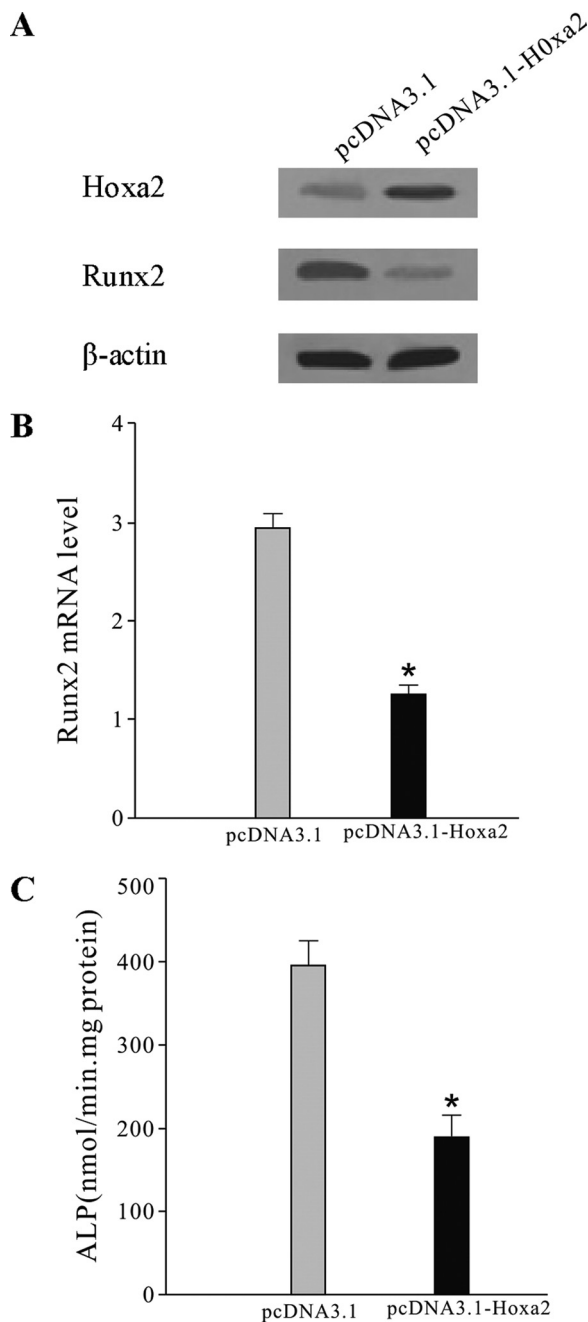 A
pcDNA3.1
pcDNA3.1-H0xa2
Hoxa2
Runx2
β-actin
B
Runx2 mRNA level
4
3
2
1
0
*
pcDNA3.1
pcDNA3.1-Hoxa2
C
ALP(nmol/min.mg protein)
500
400
300
200
100
0
*
pcDNA3.1
pcDNA3.1-Hoxa2